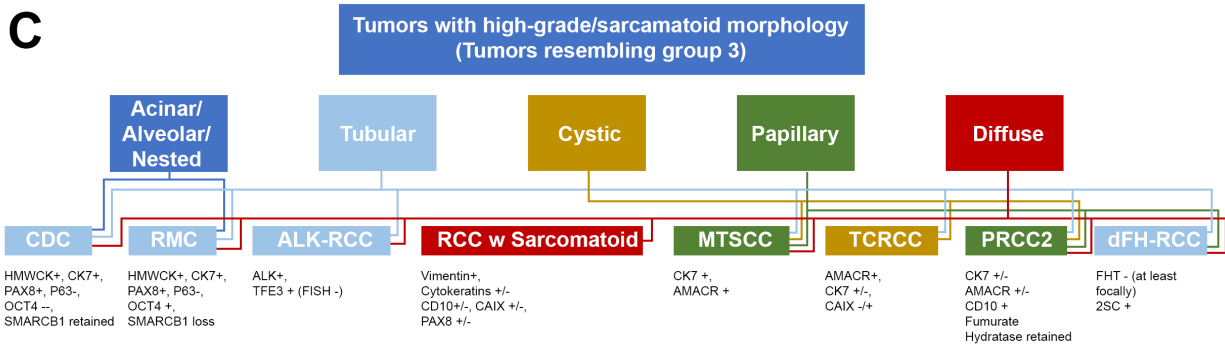 C
Tumors with high-grade/sarcamatoid morphology
(Tumors resembling group 3)
Acinar/
Alveolar/
Nested
Tubular
Cystic
Papillary
Diffuse
CDC
RMC
ALK-RCC
RCC w Sarcomatoid
MTSCC
TCRCC
PRCC2
dFH-RCC
HMWCK+, CK7+,
PAX8+, P63-,
OCT4 --,
SMARCB1 retained
HMWCK+, CK7+,
PAX8+, P63-,
OCT4 +,
SMARCB1 loss
ALK+,
TFE3 + (FISH -)
Vimentin+,
Cytokeratins +/-
CD10+/-, CAIX +/-,
PAX8 +/-
CK7 +,
AMACR +
AMACR+,
CK7 +/-,
CAIX -/+
CK7 +/-
AMACR +/-
CD10 +
Fumurate
Hydratase retained
FHT - (at least
focally)
2SC +